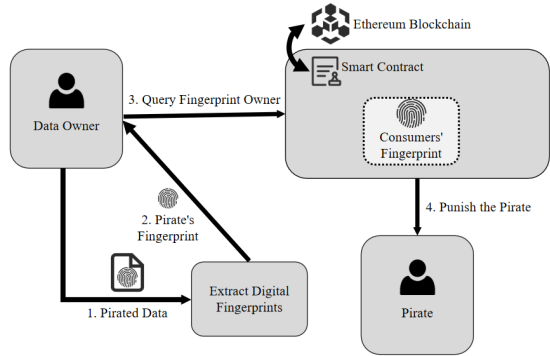 Ethereum Blockchain
Smart Contract
3. Query Fingerprint Owner
Data Owner
Consumers'
Fingerprint
2. Pirate's
Fingerprint
4. Punish the Pirate
Extract Digital
Fingerprints
1. Pirated Data
Pirate